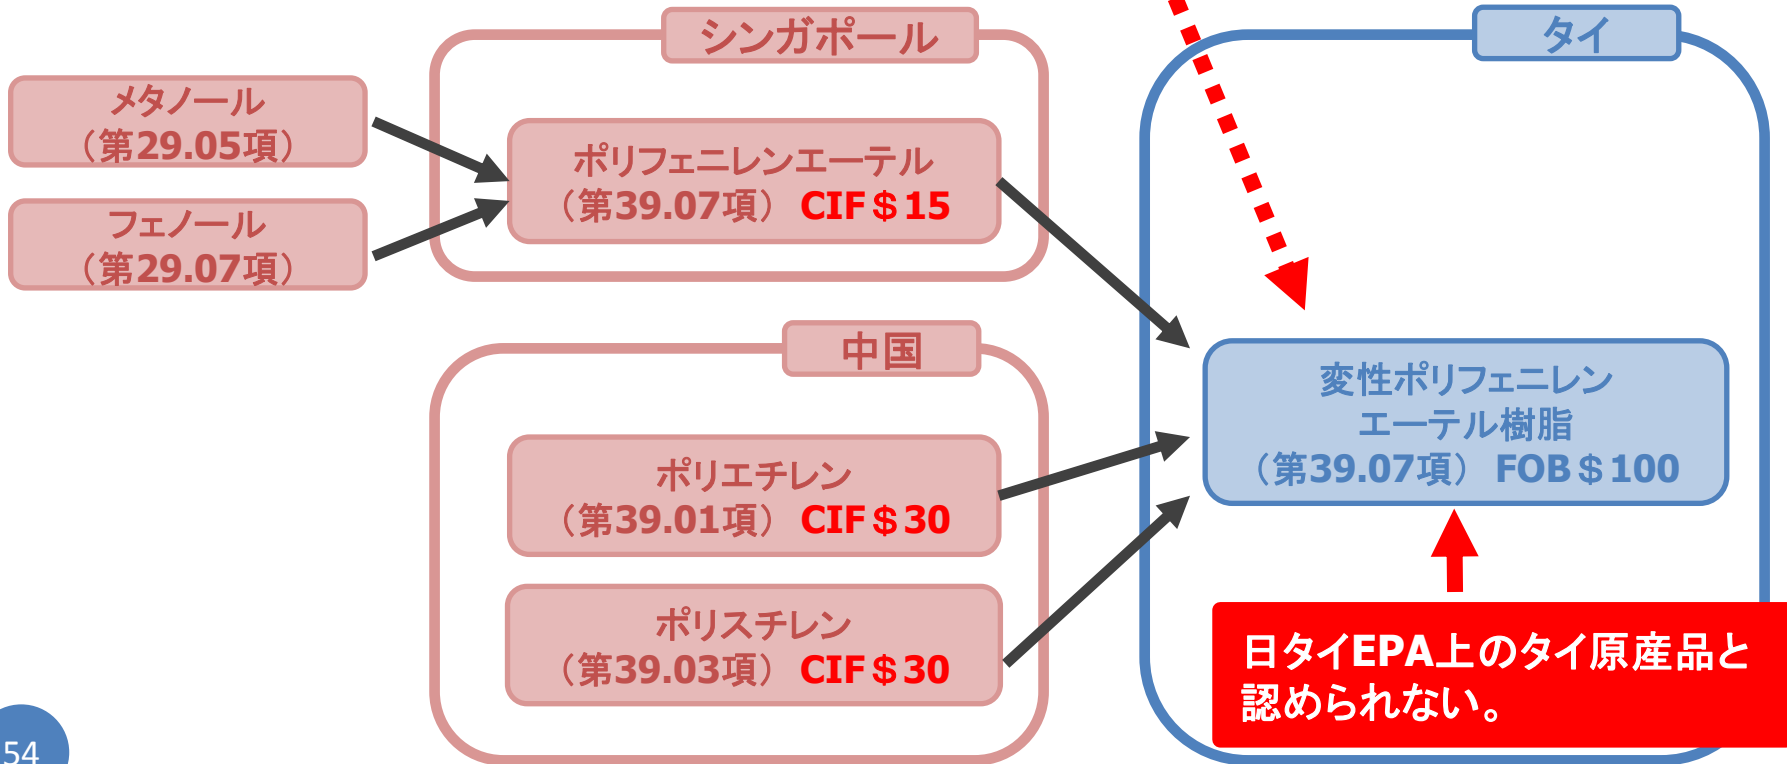 シンガポール
タイ
メタノール
（第29.05項）
フェノール
（第29.07項）
ポリフェニレンエーテル
（第39.07項） CIF＄15
中国
ポリエチレン
（第39.01項） CIF＄30
ポリスチレン
（第39.03項） CIF＄30
変性ポリフェニレン
エーテル樹脂
（第39.07項） FOB＄100
日タイEPA上のタイ原産品と
認められない。
54